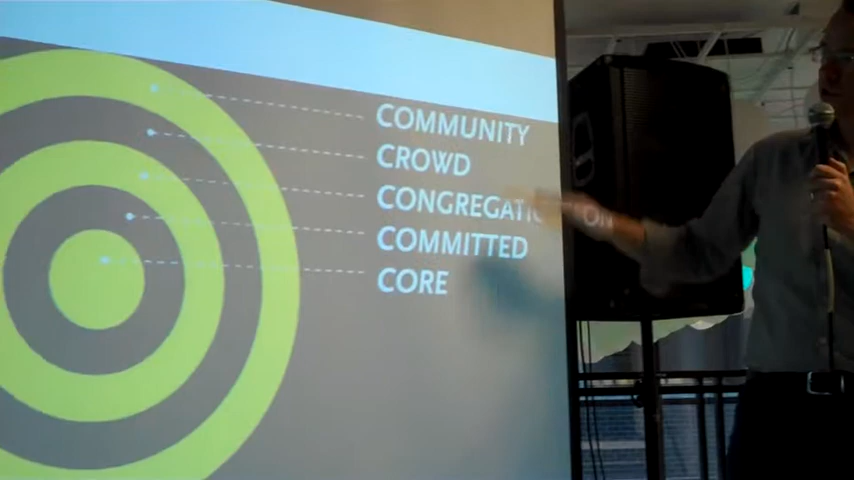 COMMUNITY
CROWD
CONGREGATION
COMMITTED
CORE